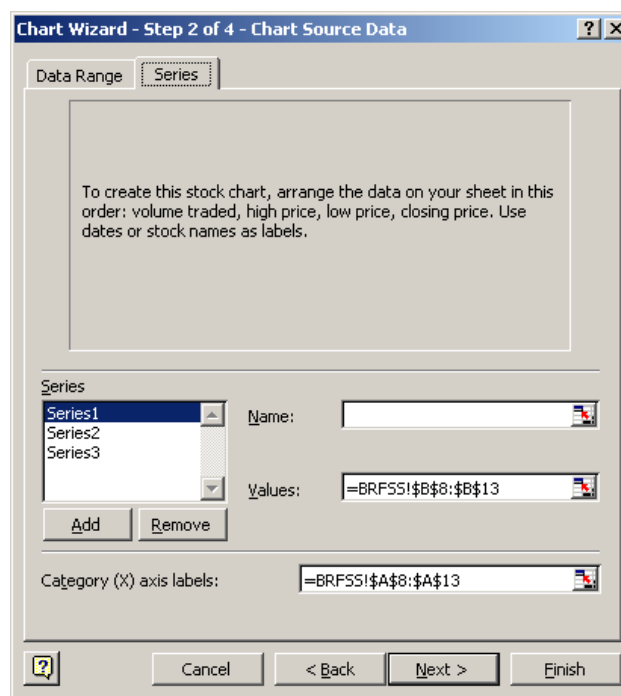 Chart Wizard - Step 2 of 4 - Chart Source Data
Data Range Series
To create this stock chart, arrange the data on your sheet in this
order: volume traded, high price, low price, closing price. Use
dates or stock names as labels.
Series
Series1
Series2
Series3
Name:
Values: =BRFSS!$B$8:$B$13
Add Remove
Category (X) axis labels: =BRFSS!$A$8:$A$13
Cancel < Back Next > Finish